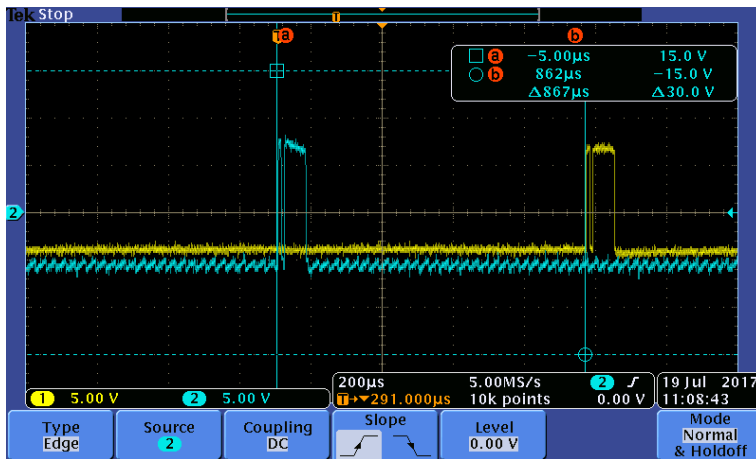 Tek Stop
T a
b
a −5.00µs 15.0 V
b 862µs −15.0 V
Δ867µs Δ30.0 V
2
1 5.00 V 2 5.00 V
200µs 5.00MS/s 2
T→▼291.000µs 10k points 0.00 V
19 Jul 2017
11:08:43
Type
Edge
Source
2
Coupling
DC
Slope
Level
0.00 V
Mode
Normal
& Holdoff